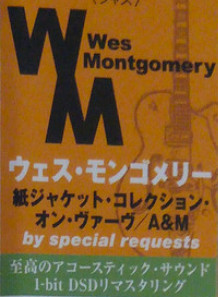 (ジャズ)
WM
Wes
Montgomery
ウェス・モンゴメリー
紙ジャケット・コレクション・
オン・ヴァーヴ/A&M
by special requests
至高のアコースティック・サウンド
1-bit DSDリマスタリング